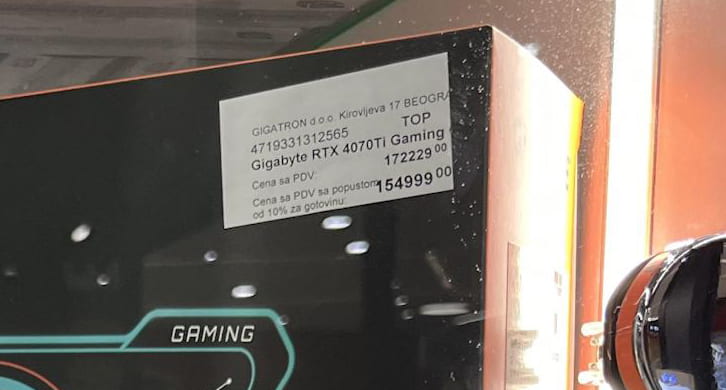 GIGATRON d.o.o. Kirovljeva 17 BEOGRA
4719331312565 TOP
Gigabyte RTX 4070Ti Gaming
Cena sa PDV: 172229 00
Cena sa PDV sa popustom 154999 00
od 10% za gotovinu:
GAMING